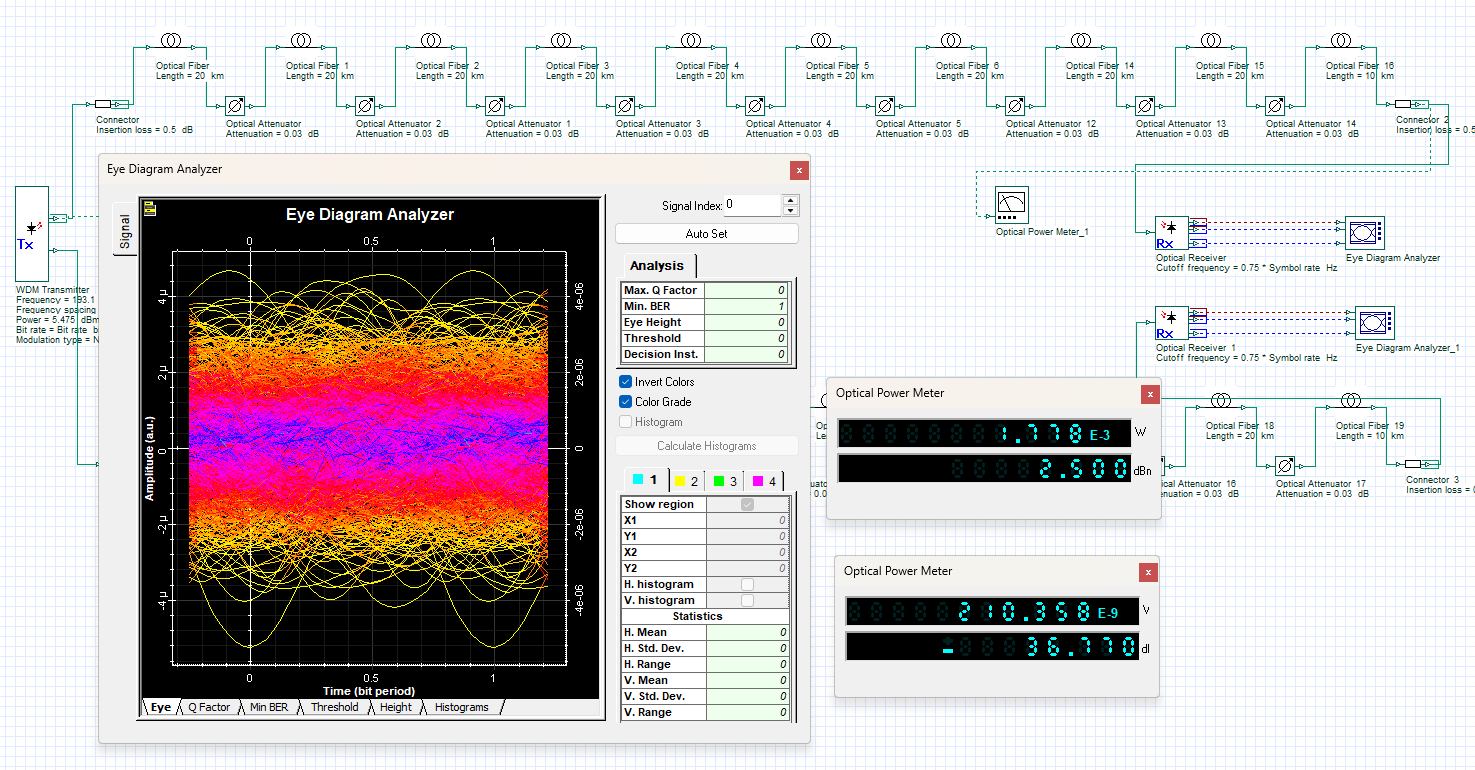 Optical Fiber
Length = 20 km
Optical Fiber 1
Length = 20 km
Optical Fiber 2
Length = 20 km
Optical Fiber 3
Length = 20 km
Optical Fiber 4
Length = 20 km
Optical Fiber 5
Length = 20 km
Optical Fiber 6
Length = 20 km
Optical Fiber 14
Length = 20 km
Optical Fiber 15
Length = 20 km
Optical Fiber 16
Length = 10 km
Connector
Insertion loss = 0.5 dB
Optical Attenuator
Attenuation = 0.03 dB
Optical Attenuator 2
Attenuation = 0.03 dB
Optical Attenuator 1
Attenuation = 0.03 dB
Optical Attenuator 3
Attenuation = 0.03 dB
Optical Attenuator 4
Attenuation = 0.03 dB
Optical Attenuator 5
Attenuation = 0.03 dB
Optical Attenuator 12
Attenuation = 0.03 dB
Optical Attenuator 13
Attenuation = 0.03 dB
Optical Attenuator 14
Attenuation = 0.03 dB
Connector 2
Insertion loss = 0.5
Tx
WDM Transmitter
Frequency = 193.1
Frequency spacing
Power = 5.475 dBm
Bit rate = Bit rate b
Modulation type = N
Eye Diagram Analyzer
x
Signal
Eye Diagram Analyzer
0 0.5 1
4 µ
2 µ
0
-2 µ
-4 µ
Amplitude (a.u.)
4e-06
2e-06
0
-2e-06
-4e-06
0 0.5 1
Time (bit period)
Eye Q Factor Min BER Threshold Height Histograms
Signal Index: 0
Auto Set
Analysis
Max. Q Factor 0
Min. BER 1
Eye Height 0
Threshold 0
Decision Inst. 0
Invert Colors
Color Grade
Histogram
Calculate Histograms
1 2 3 4
Show region
X1 0
Y1 0
X2 0
Y2 0
H. histogram
V. histogram
Statistics
H. Mean 0
H. Std. Dev. 0
H. Range 0
V. Mean 0
V. Std. Dev. 0
V. Range 0
Optical Power Meter_1
Rx
Optical Receiver
Cutoff frequency = 0.75 * Symbol rate Hz
Eye Diagram Analyzer
Rx
Optical Receiver 1
Cutoff frequency = 0.75 * Symbol rate Hz
Eye Diagram Analyzer_1
Optical Power Meter
x
1.778 E-3 W
2.500 dBn
Optical Fiber 18
Length = 20 km
Optical Fiber 19
Length = 10 km
cal Attenuator 16
enuation = 0.03 dB
Optical Attenuator 17
Attenuation = 0.03 dB
Connector 3
Insertion loss = 0
Optical Power Meter
x
210.358 E-9
-36.770